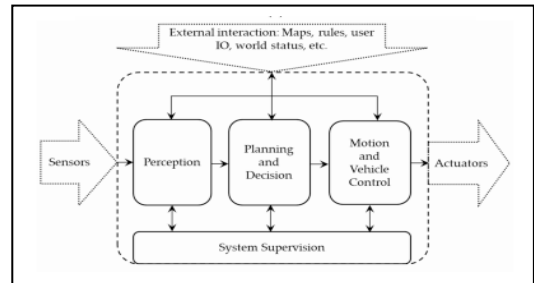 External interaction: Maps, rules, user
IO, world status, etc.
Sensors
Perception
Planning
and
Decision
Motion
and
Vehicle
Control
Actuators
System Supervision